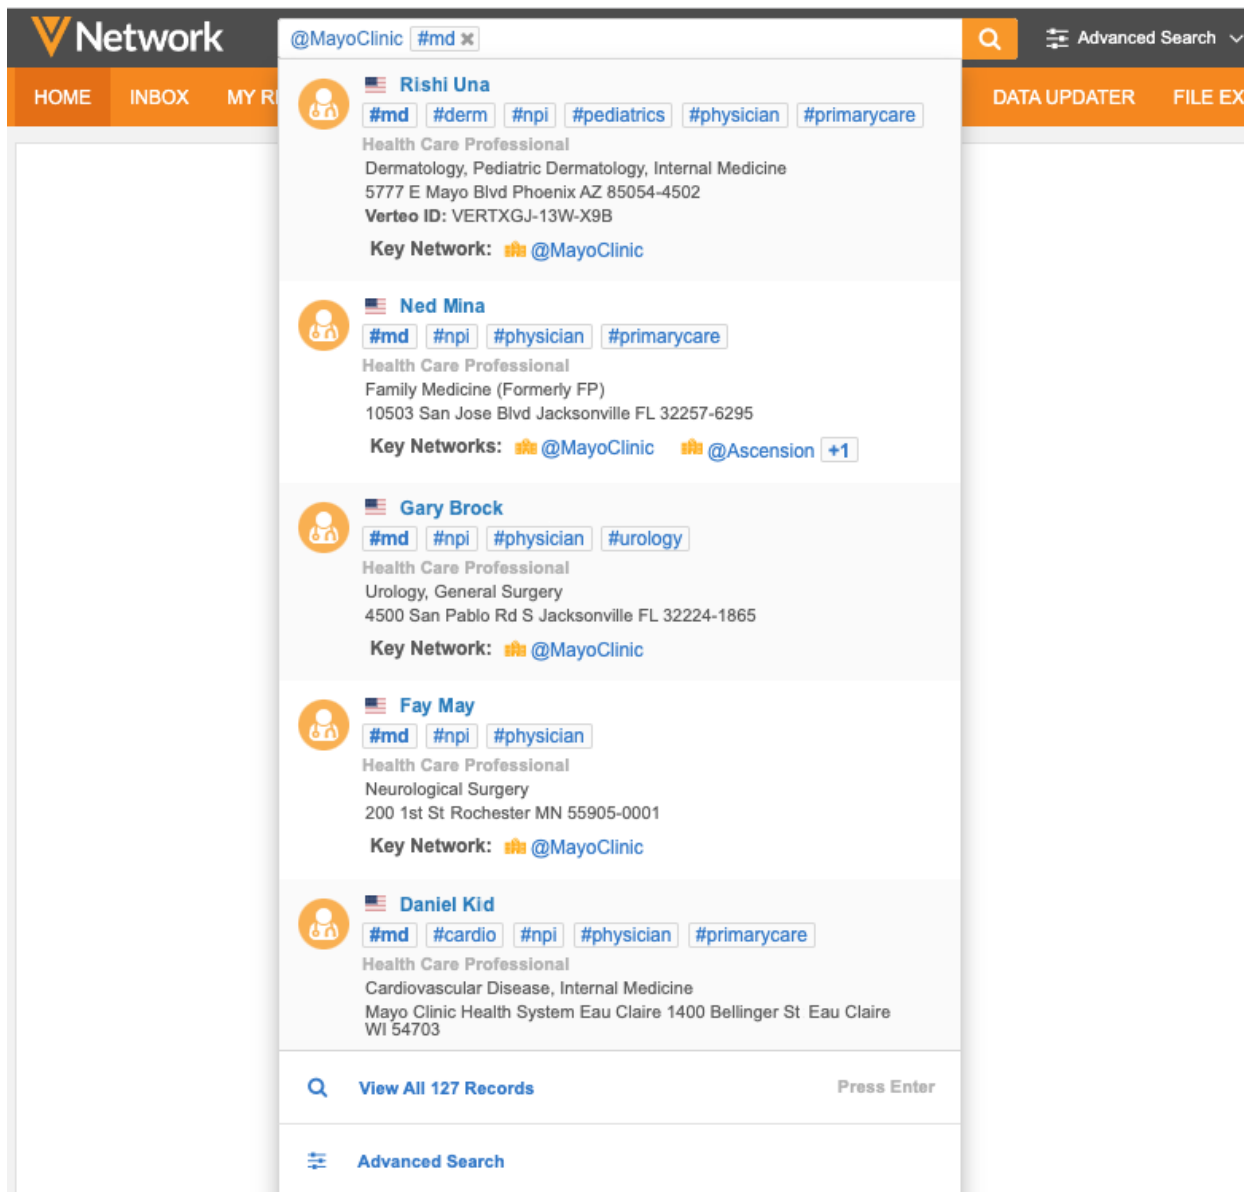 Network
@MayoClinic #md ×
Advanced Search
HOME INBOX MY RE DATA UPDATER FILE EX
Rishi Una
#md #derm #npi #pediatrics #physician #primarycare
Health Care Professional
Dermatology, Pediatric Dermatology, Internal Medicine
5777 E Mayo Blvd Phoenix AZ 85054-4502
Verteo ID: VERTXGJ-13W-X9B
Key Network: @MayoClinic
Ned Mina
#md #npi #physician #primarycare
Health Care Professional
Family Medicine (Formerly FP)
10503 San Jose Blvd Jacksonville FL 32257-6295
Key Networks: @MayoClinic @Ascension +1
Gary Brock
#md #npi #physician #urology
Health Care Professional
Urology, General Surgery
4500 San Pablo Rd S Jacksonville FL 32224-1865
Key Network: @MayoClinic
Fay May
#md #npi #physician
Health Care Professional
Neurological Surgery
200 1st St Rochester MN 55905-0001
Key Network: @MayoClinic
Daniel Kid
#md #cardio #npi #physician #primarycare
Health Care Professional
Cardiovascular Disease, Internal Medicine
Mayo Clinic Health System Eau Claire 1400 Bellinger St Eau Claire
WI 54703
View All 127 Records Press Enter
Advanced Search